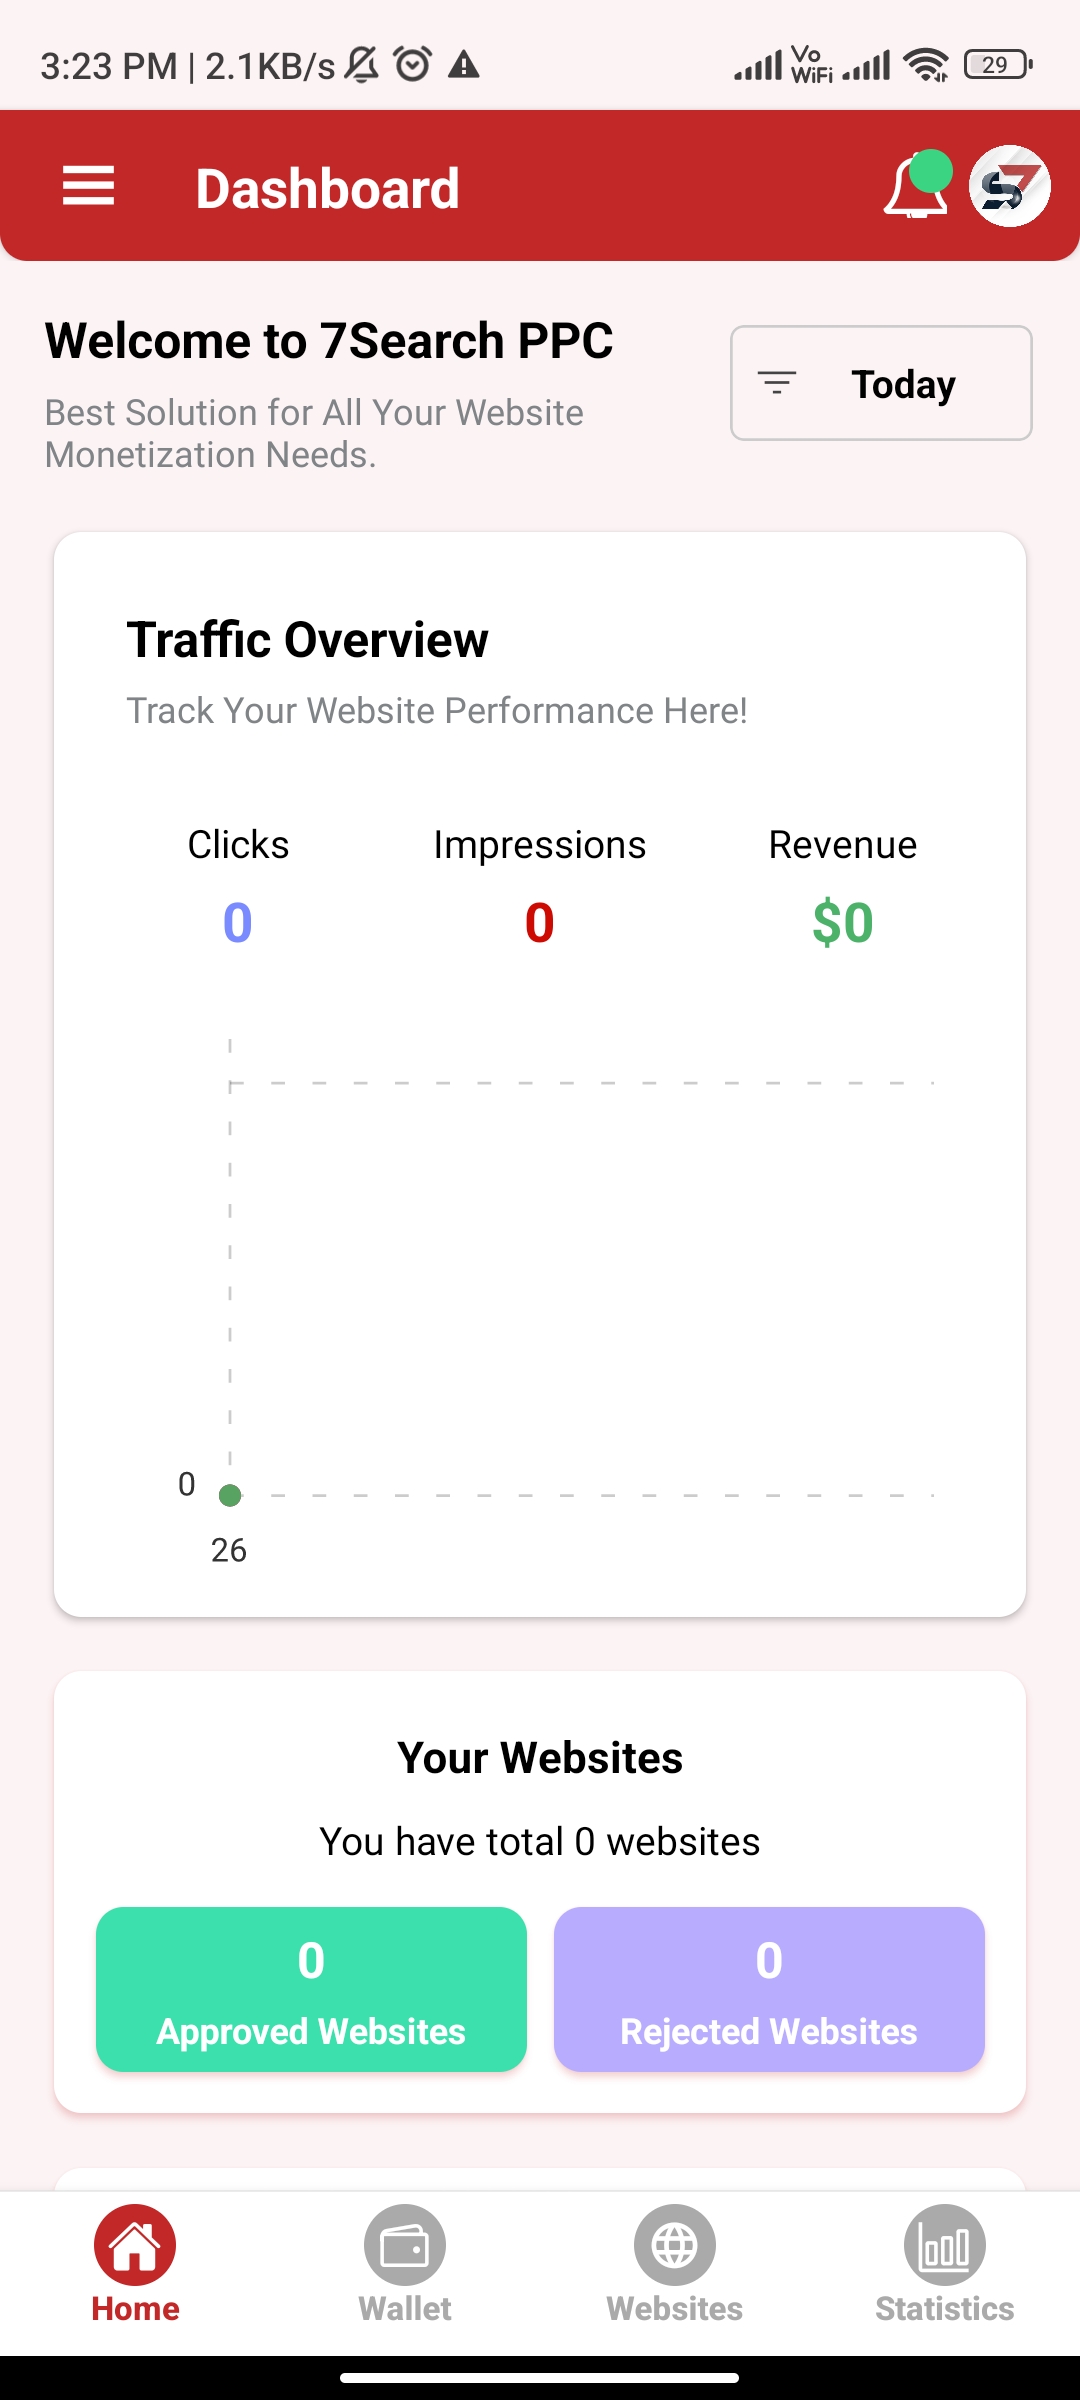 3:23 PM | 2.1KB/s Vo WiFi 29
Dashboard
Welcome to 7Search PPC
Best Solution for All Your Website
Monetization Needs.
Today
Traffic Overview
Track Your Website Performance Here!
Clicks Impressions Revenue
0 0 $0
0
26
Your Websites
You have total 0 websites
0 0
Approved Websites Rejected Websites
Home Wallet Websites Statistics